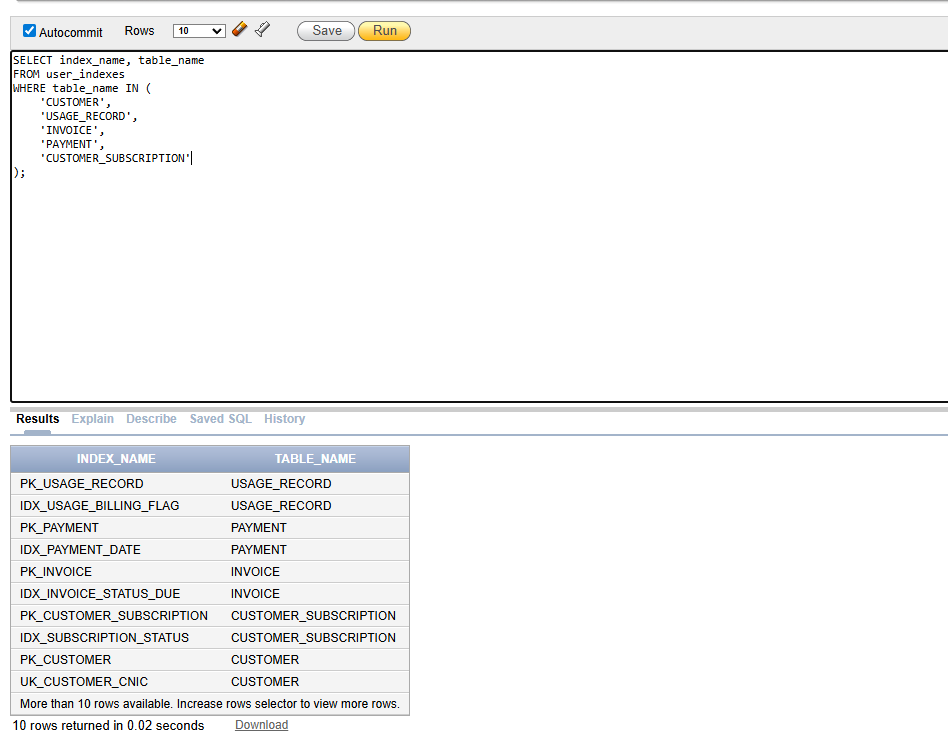 Autocommit Rows 10 Save Run
SELECT index_name, table_name
FROM user_indexes
WHERE table_name IN (
    'CUSTOMER',
    'USAGE_RECORD',
    'INVOICE',
    'PAYMENT',
    'CUSTOMER_SUBSCRIPTION'
);
Results Explain Describe Saved SQL History
INDEX_NAME TABLE_NAME
PK_USAGE_RECORD USAGE_RECORD
IDX_USAGE_BILLING_FLAG USAGE_RECORD
PK_PAYMENT PAYMENT
IDX_PAYMENT_DATE PAYMENT
PK_INVOICE INVOICE
IDX_INVOICE_STATUS_DUE INVOICE
PK_CUSTOMER_SUBSCRIPTION CUSTOMER_SUBSCRIPTION
IDX_SUBSCRIPTION_STATUS CUSTOMER_SUBSCRIPTION
PK_CUSTOMER CUSTOMER
UK_CUSTOMER_CNIC CUSTOMER
More than 10 rows available. Increase rows selector to view more rows.
10 rows returned in 0.02 seconds Download